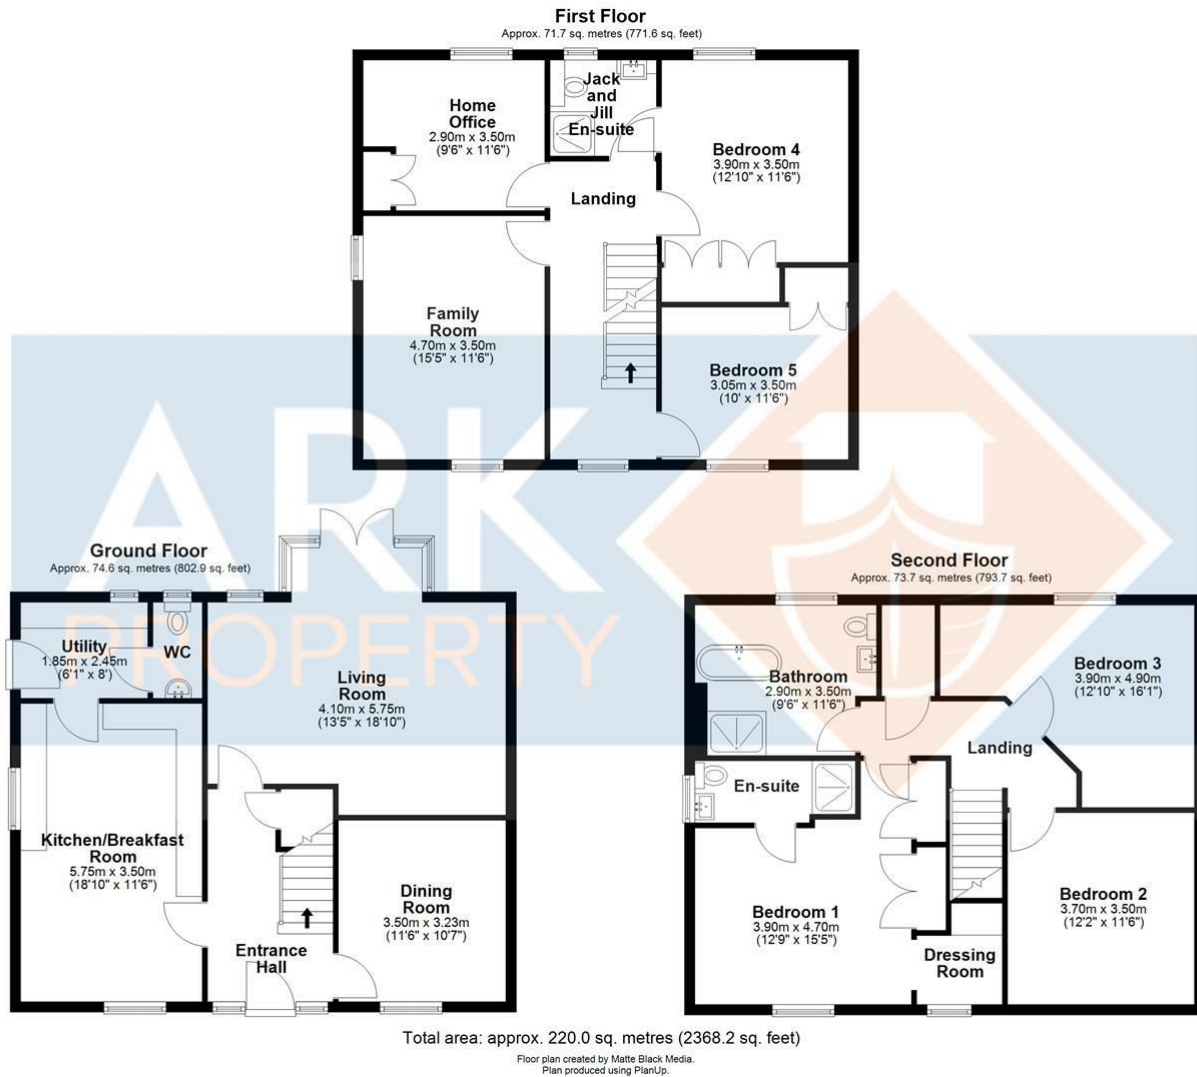 First Floor
Approx. 71.7 sq. metres (771.6 sq. feet)
Home
Office
2.90m x 3.50m
(9'6" x 11'6")
Jack
and
Jill
En-suite
Bedroom 4
3.90m x 3.50m
(12'10" x 11'6")
Landing
Family
Room
4.70m x 3.50m
(15'5" x 11'6")
Bedroom 5
3.05m x 3.50m
(10' x 11'6")
ARK
PROPERTY
Ground Floor
Approx. 74.6 sq. metres (802.9 sq. feet)
Utility
1.85m x 2.45m
(6'1" x 8')
WC
Living
Room
4.10m x 5.75m
(13'5" x 18'10")
Kitchen/Breakfast
Room
5.75m x 3.50m
(18'10" x 11'6")
Dining
Room
3.50m x 3.23m
(11'6" x 10'7")
Entrance
Hall
Second Floor
Approx. 73.7 sq. metres (793.7 sq. feet)
Bathroom
2.90m x 3.50m
(9'6" x 11'6")
Bedroom 3
3.90m x 4.90m
(12'10" x 16'1")
Landing
En-suite
Bedroom 1
3.90m x 4.70m
(12'9" x 15'5")
Bedroom 2
3.70m x 3.50m
(12'2" x 11'6")
Dressing
Room
Total area: approx. 220.0 sq. metres (2368.2 sq. feet)
Floor plan created by Matte Black Media.
Plan produced using PlanUp.